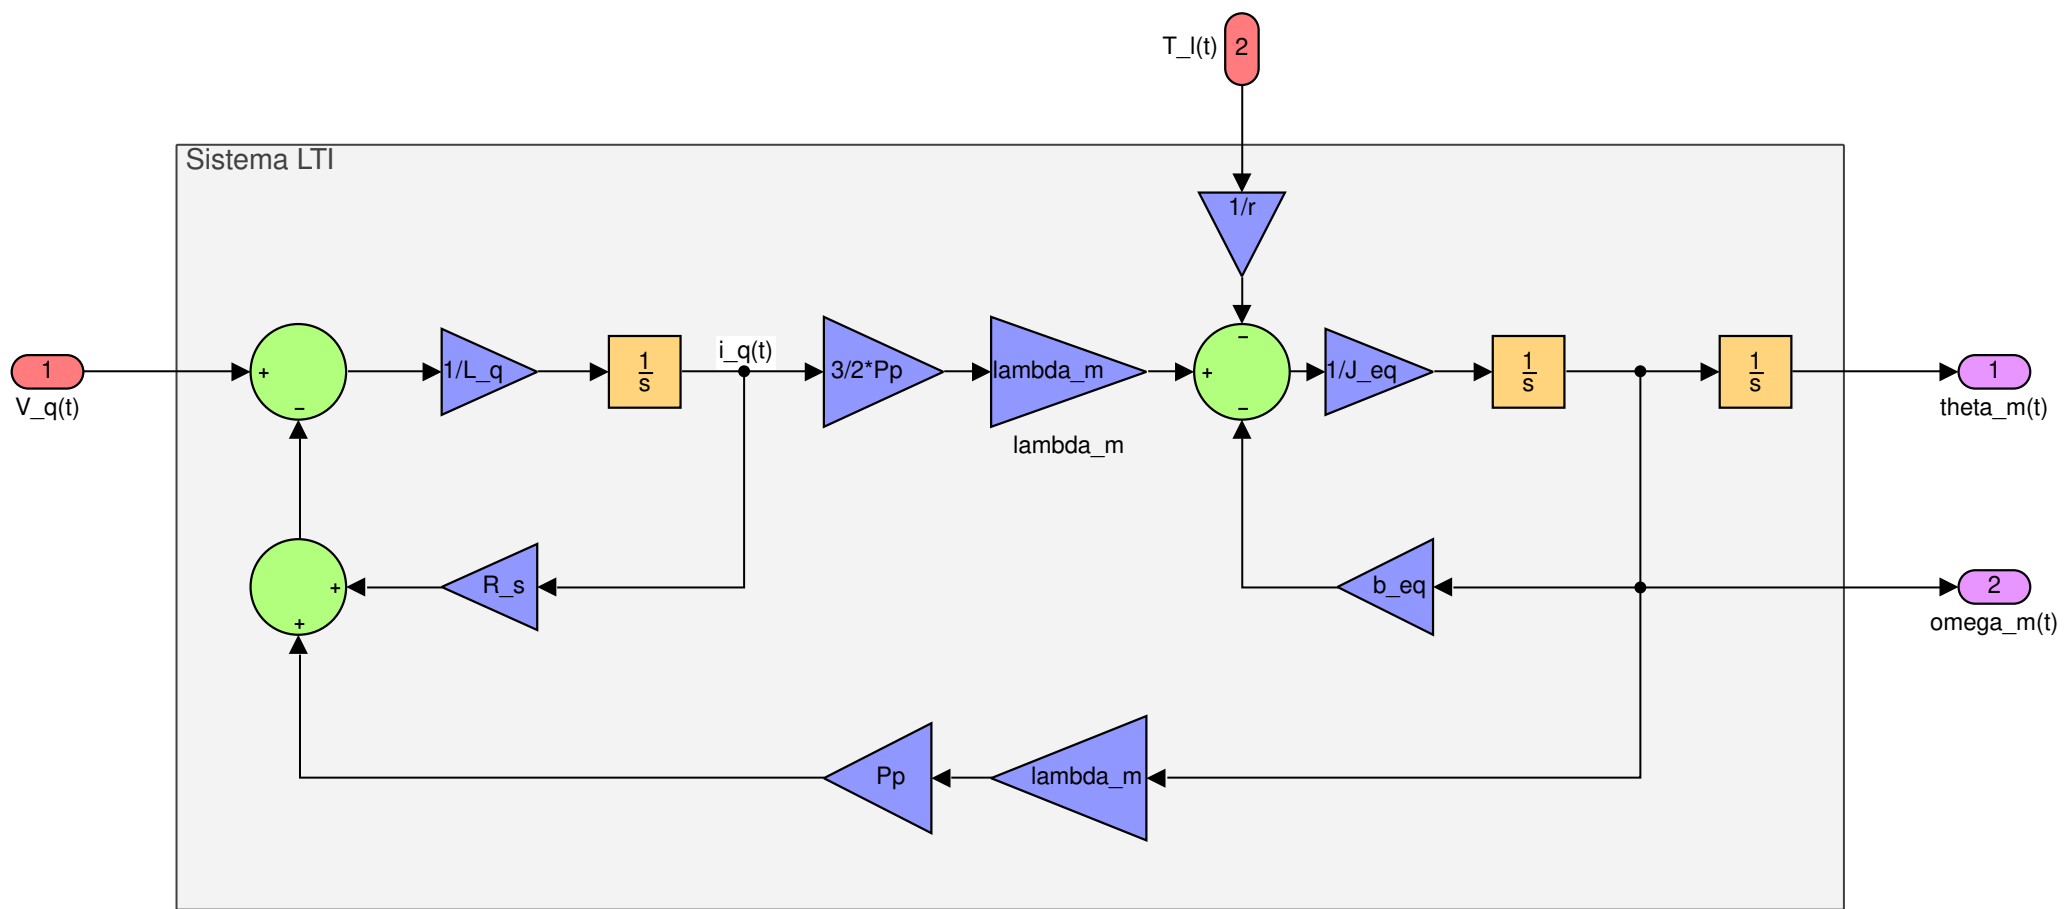 T_l(t)
2
Sistema LTI
1/r
−
1
V_q(t)
+
−
1/L_q
1
s
i_q(t)
3/2*Pp
lambda_m
lambda_m
+
−
1/J_eq
1
s
1
s
1
theta_m(t)
+
+
R_s
b_eq
2
omega_m(t)
Pp
lambda_m